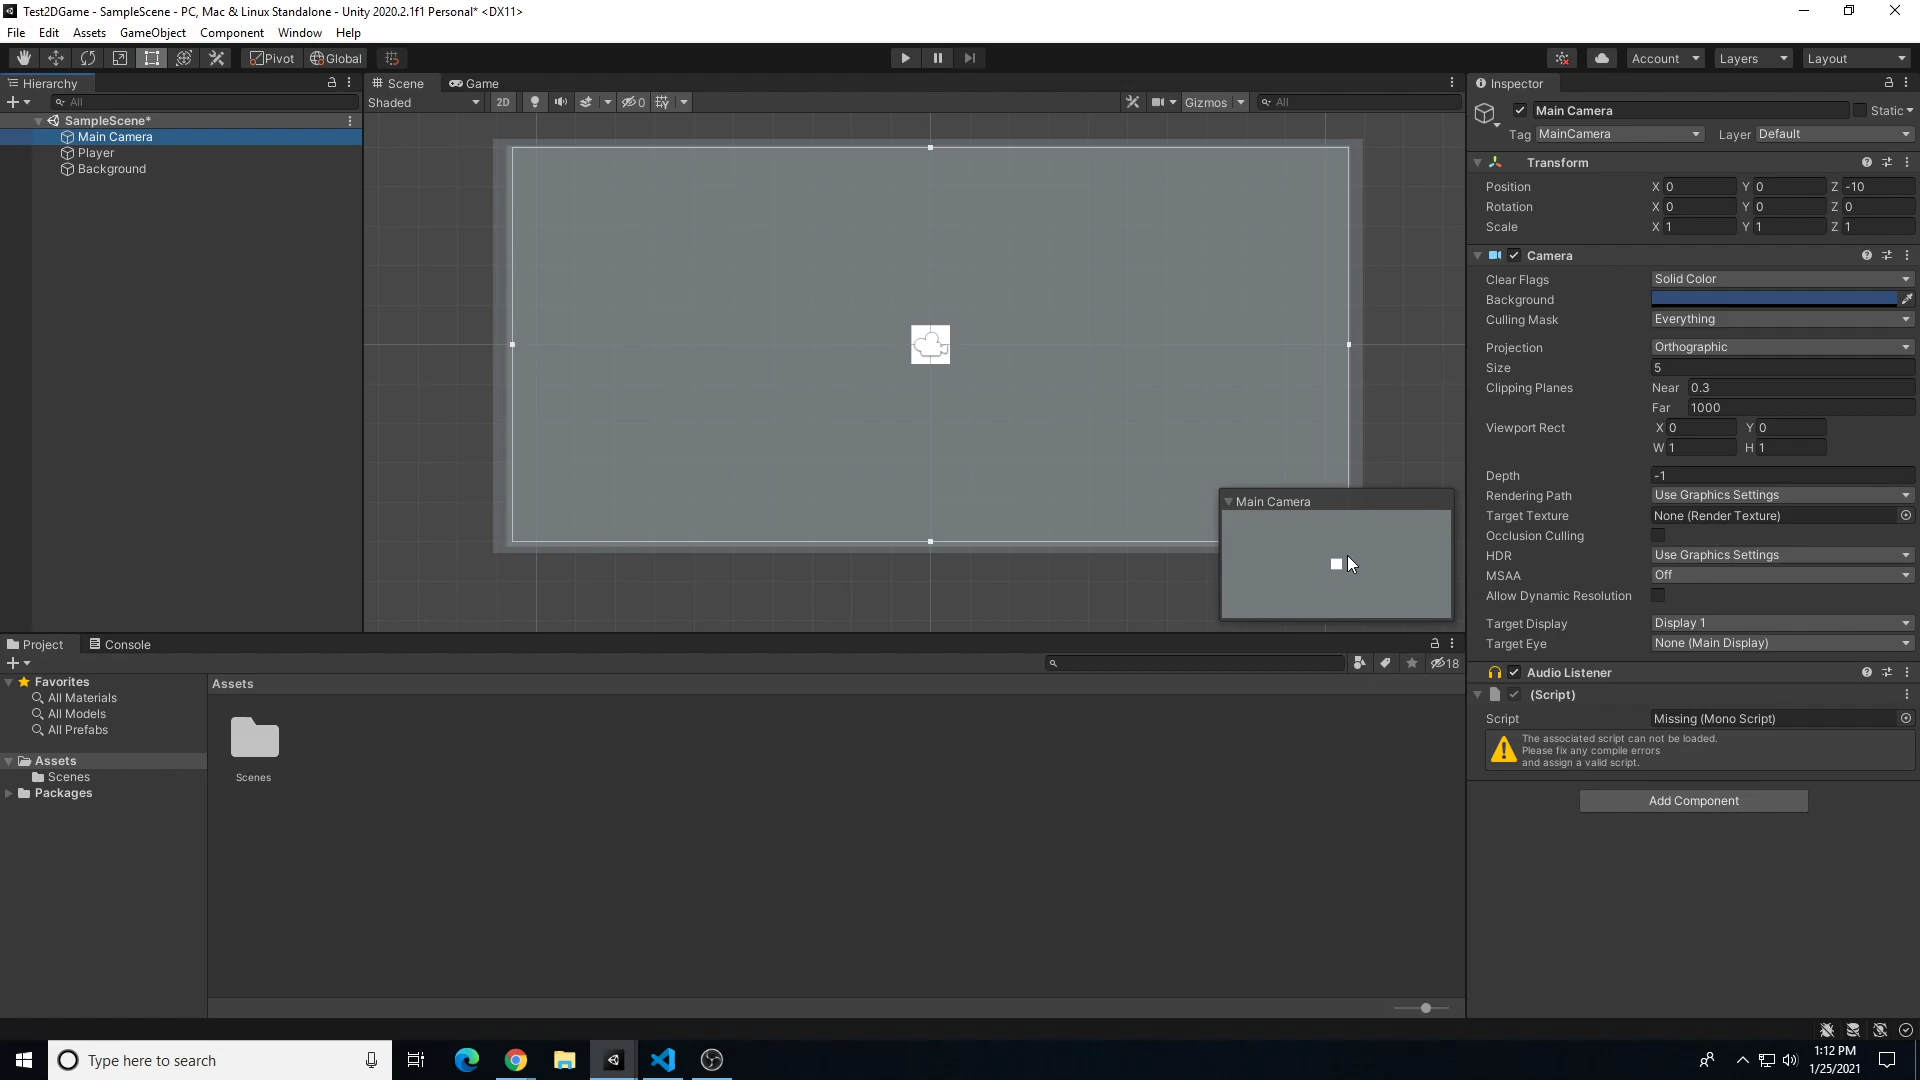 Test2DGame - SampleScene - PC, Mac & Linux Standalone - Unity 2020.2.1f1 Personal* <DX11>
File Edit Assets GameObject Component Window Help
Pivot Global Account Layers Layout
Hierarchy
All
SampleScene*
Main Camera
Player
Background
Scene Game
Shaded 2D 0 Gizmos All
Main Camera
Inspector
Main Camera Static
Tag MainCamera Layer Default
Transform
Position X 0 Y 0 Z -10
Rotation X 0 Y 0 Z 0
Scale X 1 Y 1 Z 1
Camera
Clear Flags Solid Color
Background
Culling Mask Everything
Projection Orthographic
Size 5
Clipping Planes Near 0.3
Far 1000
Viewport Rect X 0 Y 0
W 1 H 1
Depth -1
Rendering Path Use Graphics Settings
Target Texture None (Render Texture)
Occlusion Culling
HDR Use Graphics Settings
MSAA Off
Allow Dynamic Resolution
Target Display Display 1
Target Eye None (Main Display)
Audio Listener
(Script)
Script Missing (Mono Script)
The associated script can not be loaded.
Please fix any compile errors
and assign a valid script.
Add Component
Project Console
18
Favorites
All Materials
All Models
All Prefabs
Assets
Scenes
Packages
Assets
Scenes
Type here to search
1:12 PM
1/25/2021